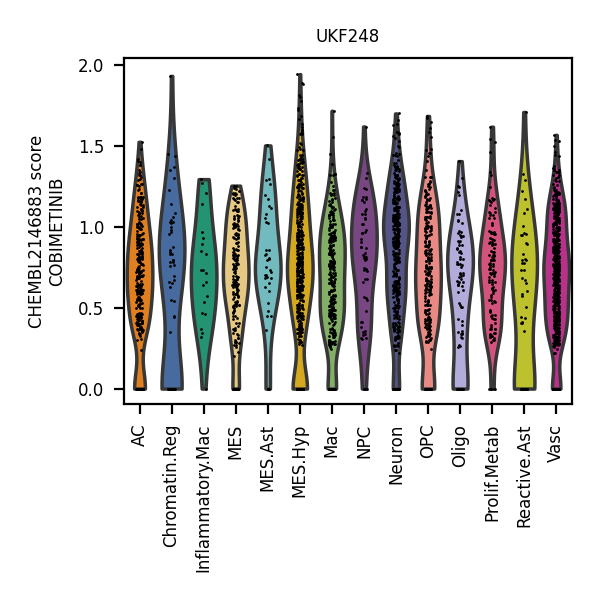 UKF248
CHEMBL2146883 score
COBIMETINIB
2.0
1.5
1.0
0.5
0.0
AC
Chromatin.Reg
Inflammatory.Mac
MES
MES.Ast
MES.Hyp
Mac
NPC
Neuron
OPC
Oligo
Prolif.Metab
Reactive.Ast
Vasc